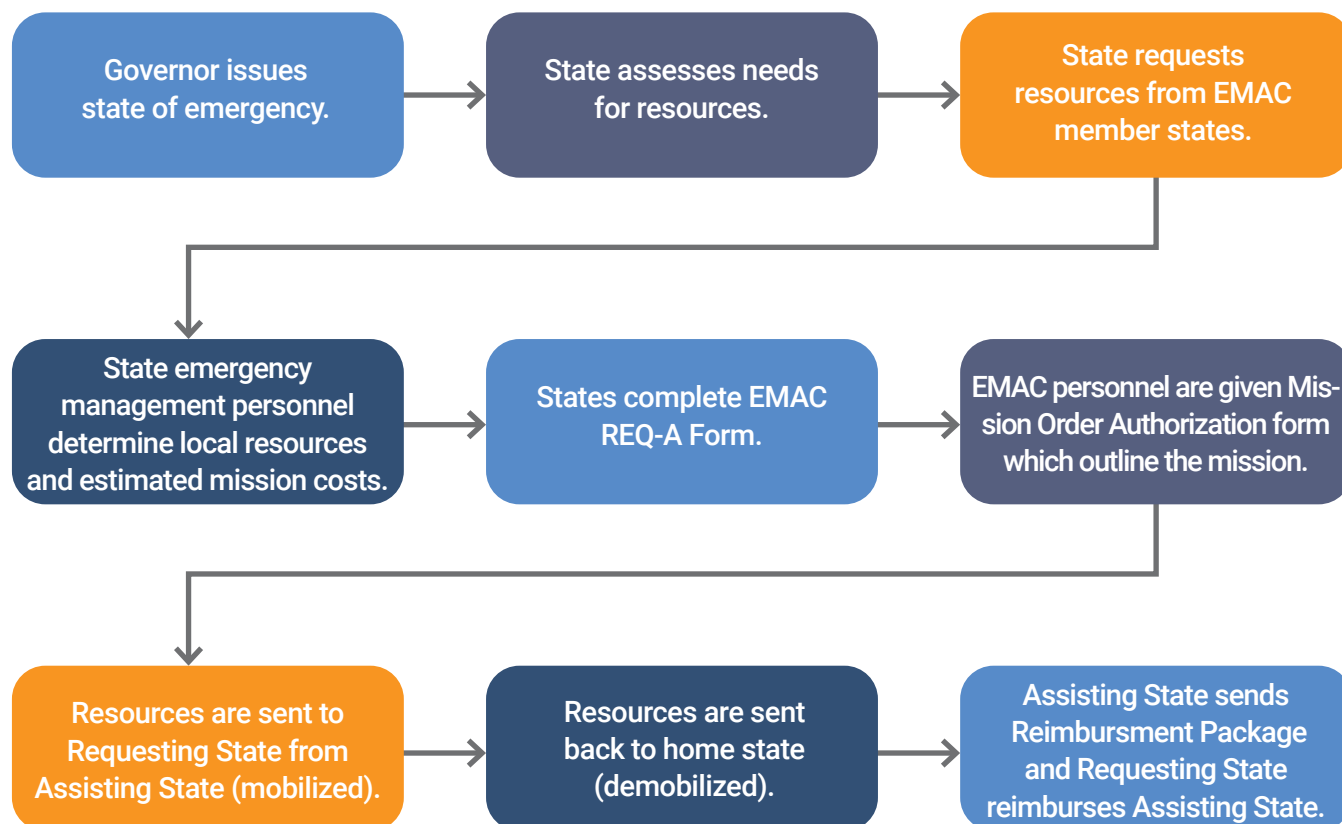 Governor issues
state of emergency.
State assesses needs
for resources.
State requests
resources from EMAC
member states.
State emergency
management personnel
determine local resources
and estimated mission costs.
States complete EMAC
REQ-A Form.
EMAC personnel are given Mis-
sion Order Authorization form
which outline the mission.
Resources are sent to
Requesting State from
Assisting State (mobilized).
Resources are sent
back to home state
(demobilized).
Assisting State sends
Reimbursment Package
and Requesting State
reimburses Assisting State.